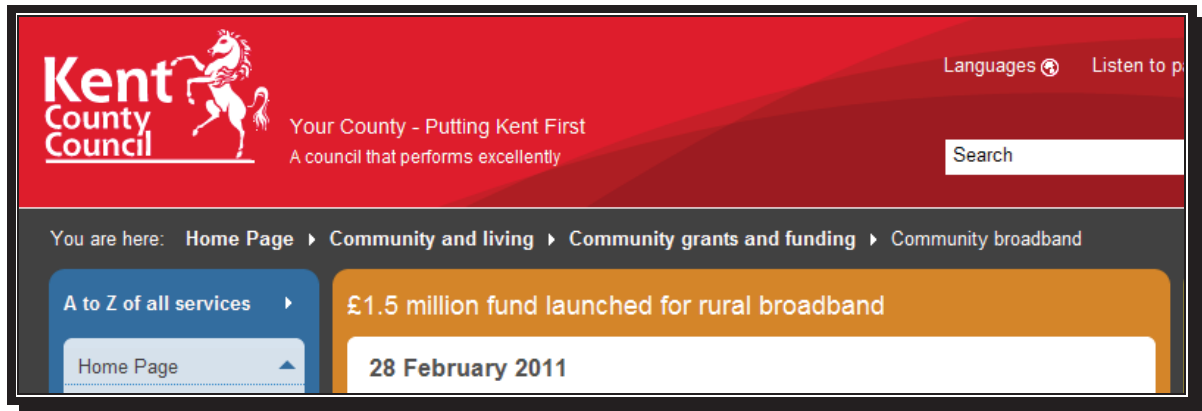 Kent
County
Council
Your County - Putting Kent First
A council that performs excellently
Languages
Listen to
Search
You are here: Home Page Community and living Community grants and funding Community broadband
A to Z of all services
£1.5 million fund launched for rural broadband
Home Page
28 February 2011